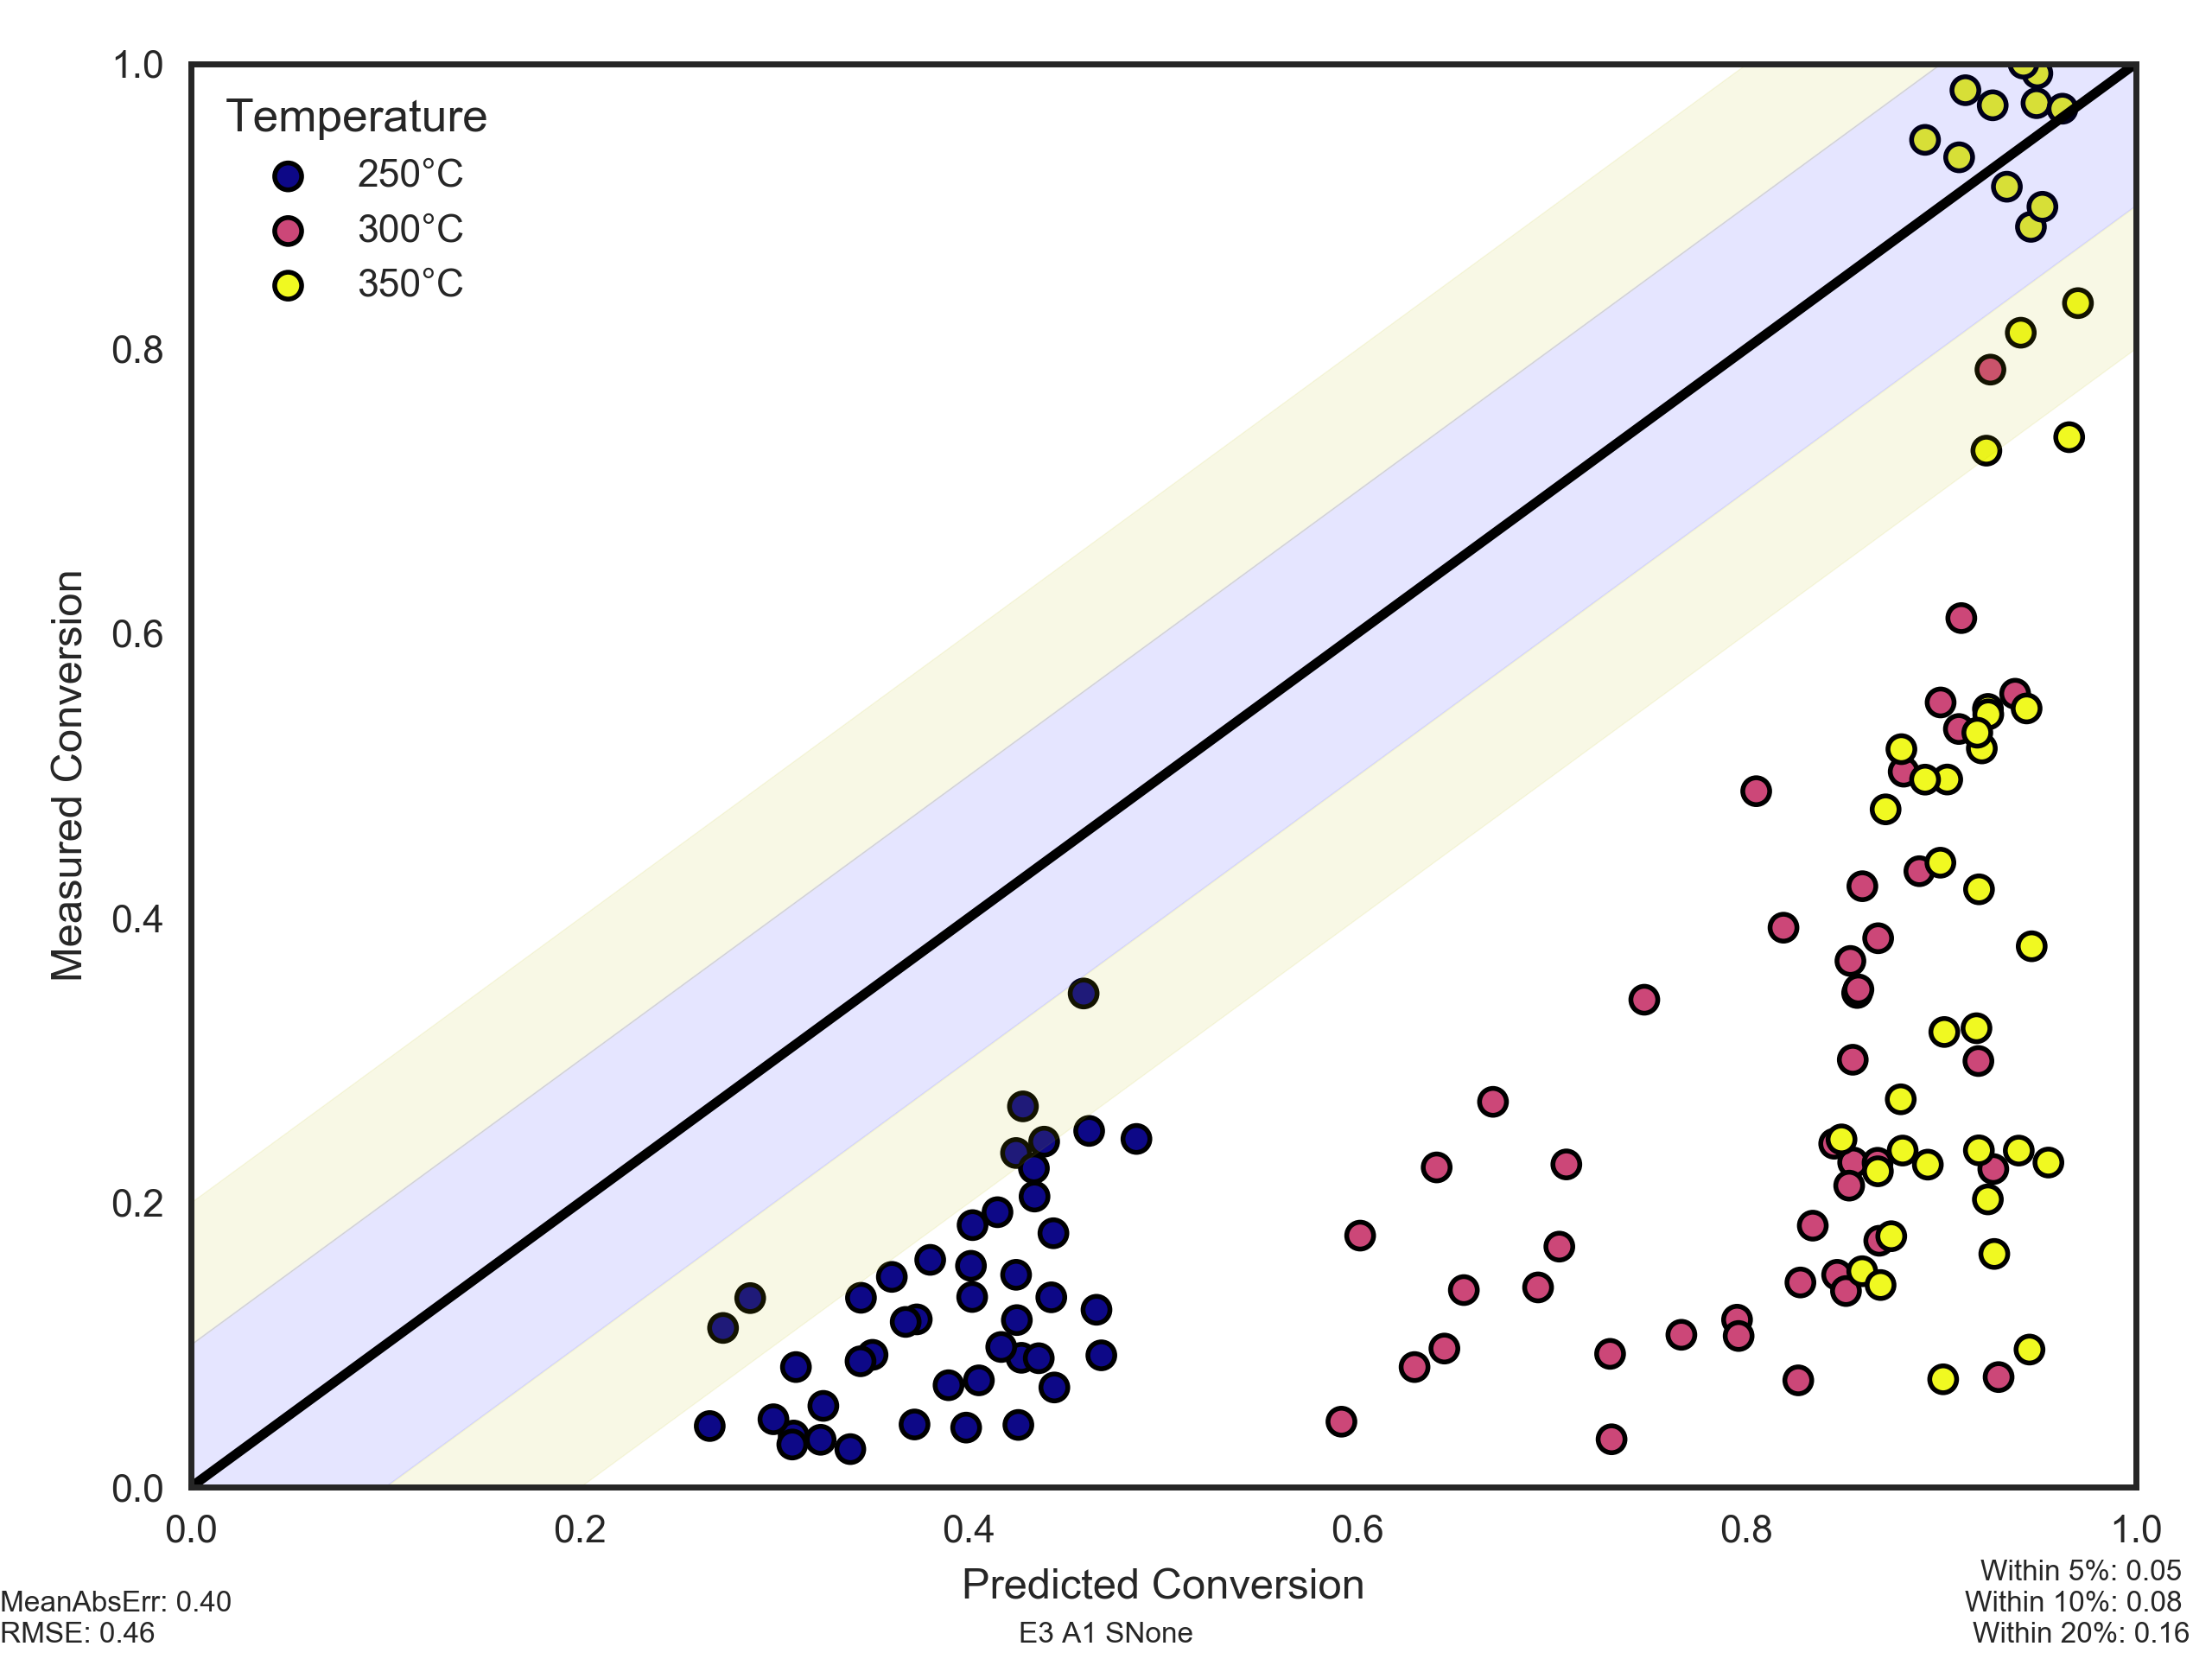 1.0
0.8
0.6
0.4
0.2
0.0
Measured Conversion
Temperature
250°C
300°C
350°C
0.0 0.2 0.4 0.6 0.8 1.0
Predicted Conversion
E3 A1 SNone
MeanAbsErr: 0.40
RMSE: 0.46
Within 5%: 0.05
Within 10%: 0.08
Within 20%: 0.16